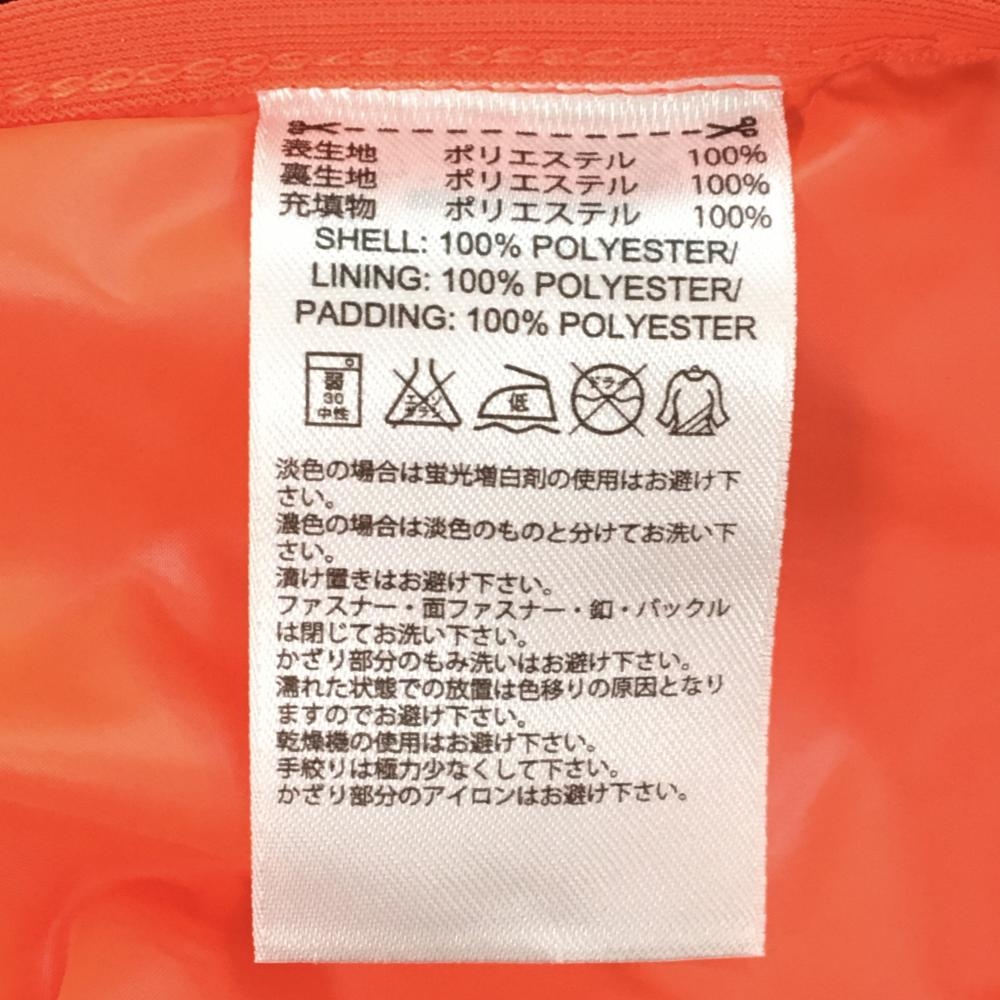 表生地 ポリエステル 100%
裏生地 ポリエステル 100%
充填物 ポリエステル 100%
SHELL: 100% POLYESTER/
LINING: 100% POLYESTER/
PADDING: 100% POLYESTER
弱
30
中性
エンソ
サラシ
低
ドライ
淡色の場合は蛍光増白剤の使用はお避け下
さい。
濃色の場合は淡色のものと分けてお洗い下
さい。
漬け置きはお避け下さい。
ファスナー・面ファスナー・釦・バックル
は閉じてお洗い下さい。
かざり部分のもみ洗いはお避け下さい。
濡れた状態での放置は色移りの原因となり
ますのでお避け下さい。
乾燥機の使用はお避け下さい。
手絞りは極力少なくして下さい。
かざり部分のアイロンはお避け下さい。